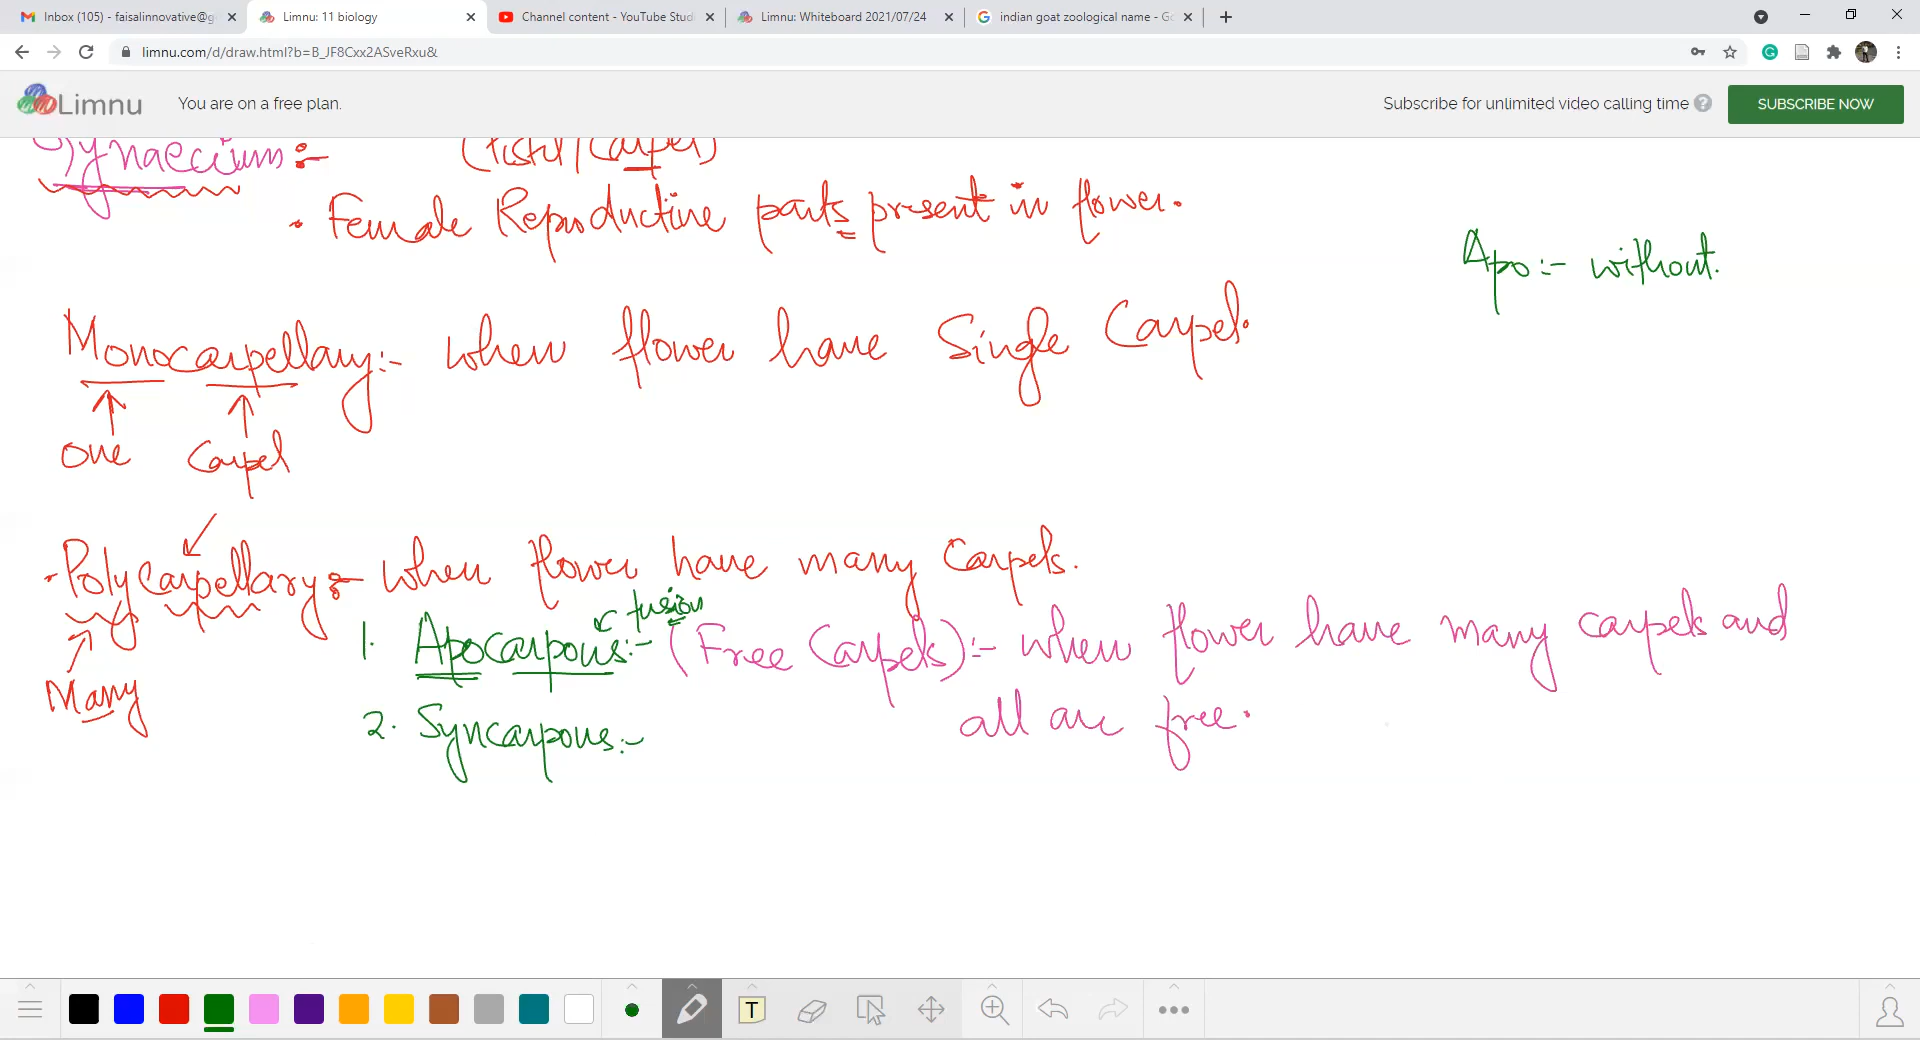 Inbox (105) - faisalinnovative@g
Limnu: 11 biology
Channel content - YouTube Studi
Limnu: Whiteboard 2021/07/24
indian goat zoological name - Go
limnu.com/d/draw.html?b=B_JF8Cxx2ASveRxu&
Limnu
You are on a free plan.
Subscribe for unlimited video calling time
SUBSCRIBE NOW
Gynaecium:- (Pistil/Carpel)
· Female Reproductive parts present in flower.
Apo:- without.
Monocarpellary:- when flower have Single Carpel.
One Carpel
· Polycarpellary:- when flower have many Carpels.
fusion
1. Apocarpous:- (Free Carpels):- when flower have many carpels and
Many
all are free.
2. Syncarpous:-
T